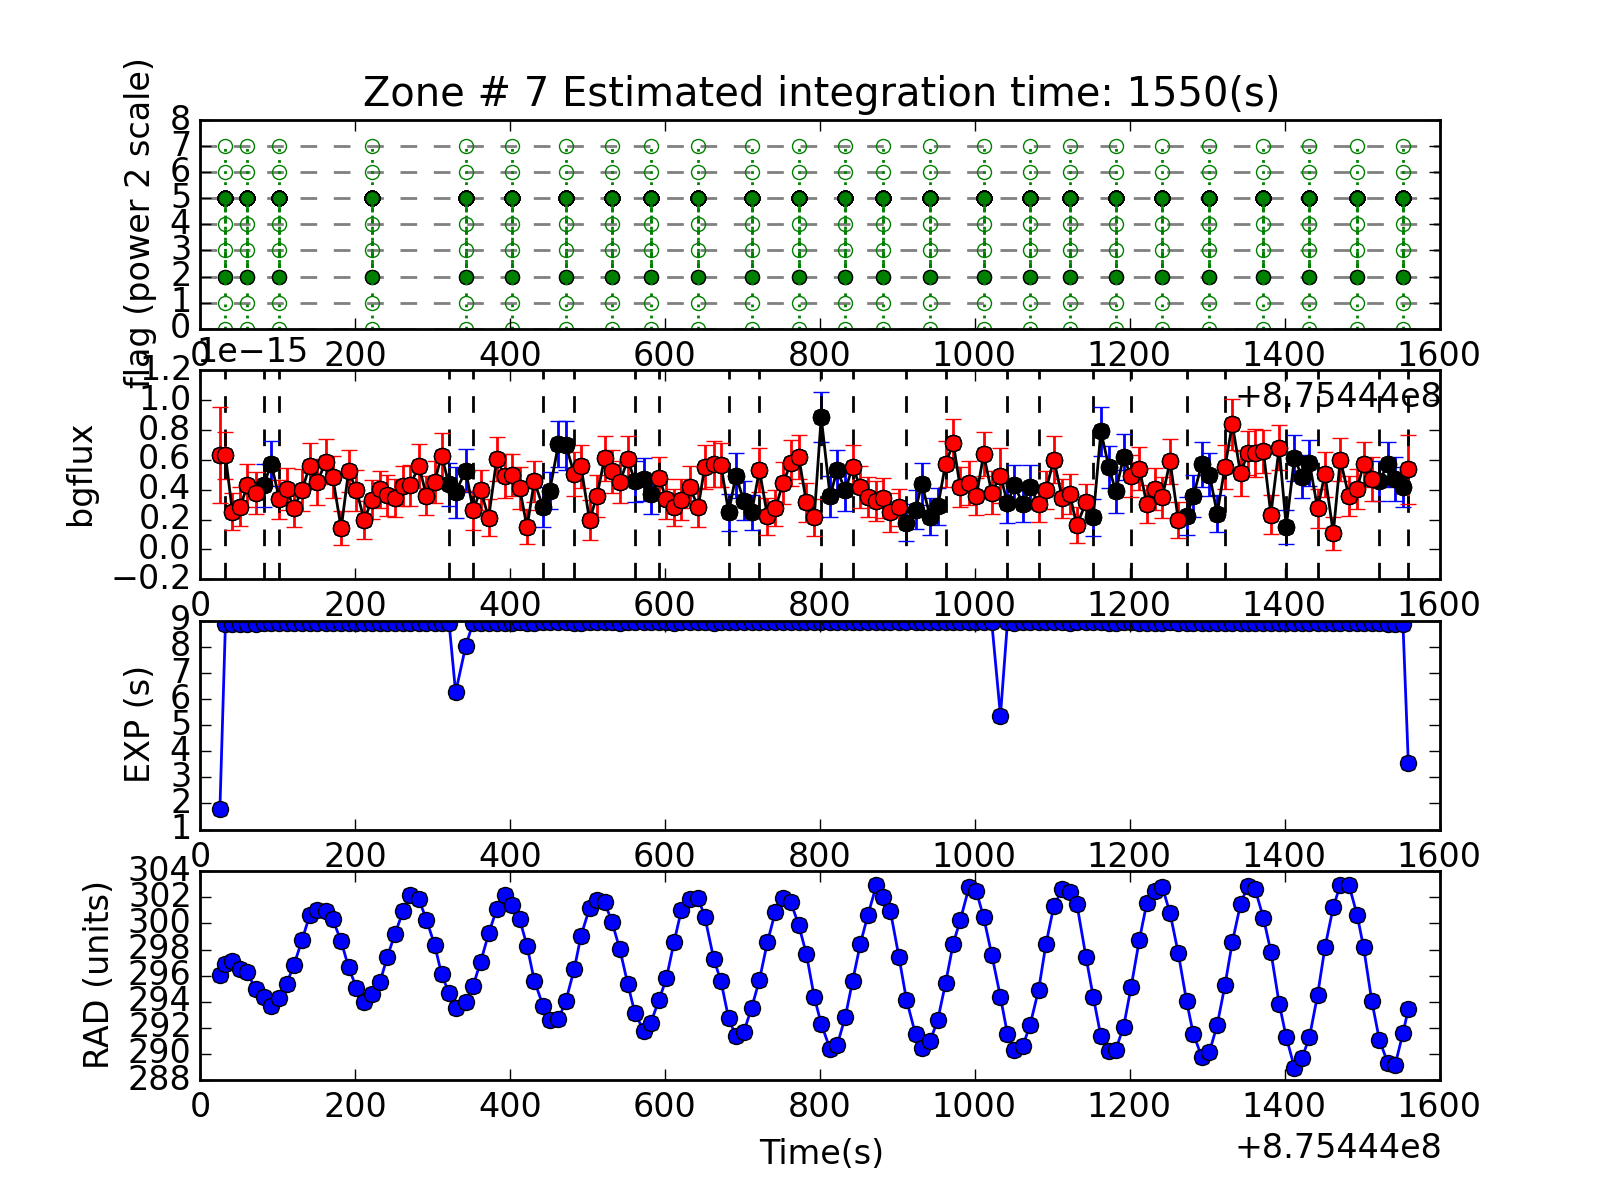 Zone # 7 Estimated integration time: 1550(s)
flag (power 2 scale)
8
7
6
5
4
3
2
1
0
0 200 400 600 800 1000 1200 1400 1600
1e−15
+8.75444e8
bgflux
1.2
1.0
0.8
0.6
0.4
0.2
0.0
−0.2
0 200 400 600 800 1000 1200 1400 1600
EXP (s)
9
8
7
6
5
4
3
2
1
0 200 400 600 800 1000 1200 1400 1600
RAD (units)
304
302
300
298
296
294
292
290
288
0 200 400 600 800 1000 1200 1400 1600
Time(s)
+8.75444e8